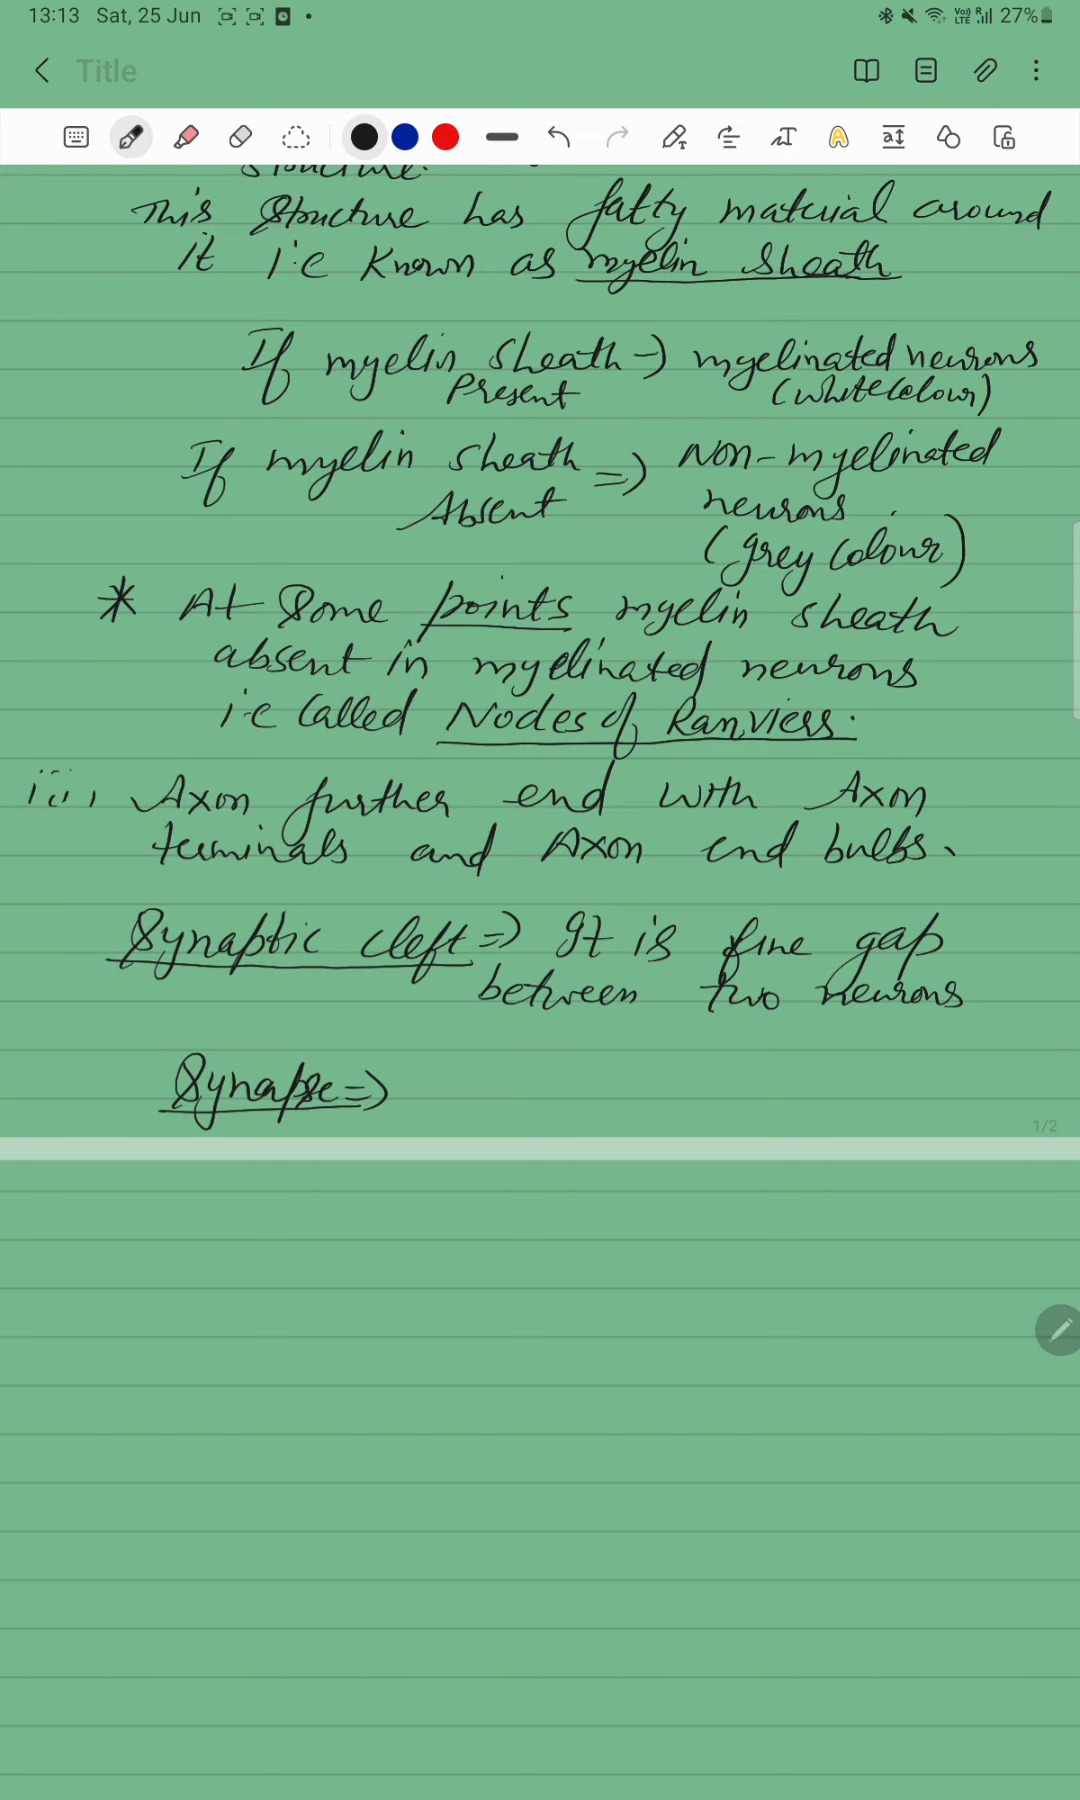 13:13 Sat, 25 Jun
27%
Title
Structure.
This Structure has fatty material around
it i.e Known as myelin Sheath
If myelin Sheath => myelinated neurons
Present (White Colour)
If myelin sheath => Non-myelinated
Absent neurons
(grey Colour)
* At Some points myelin sheath
absent in myelinated neurons
i.e Called Nodes of Ranviers.
iii, Axon further end with Axon
terminals and Axon end bulbs.
Synaptic cleft => It is fine gap
between two neurons
Synapse =>
1/2